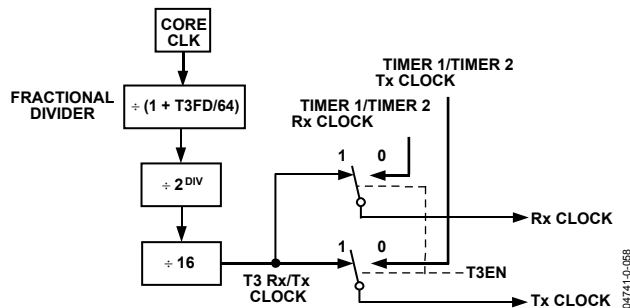 CORE
CLK
TIMER 1/TIMER 2
Tx CLOCK
FRACTIONAL
DIVIDER
÷ (1 + T3FD/64)
TIMER 1/TIMER 2
Rx CLOCK
1 0
÷ 2DIV
Rx CLOCK
1 0
÷ 16
T3 Rx/Tx
CLOCK
T3EN
Tx CLOCK
04741-0-058